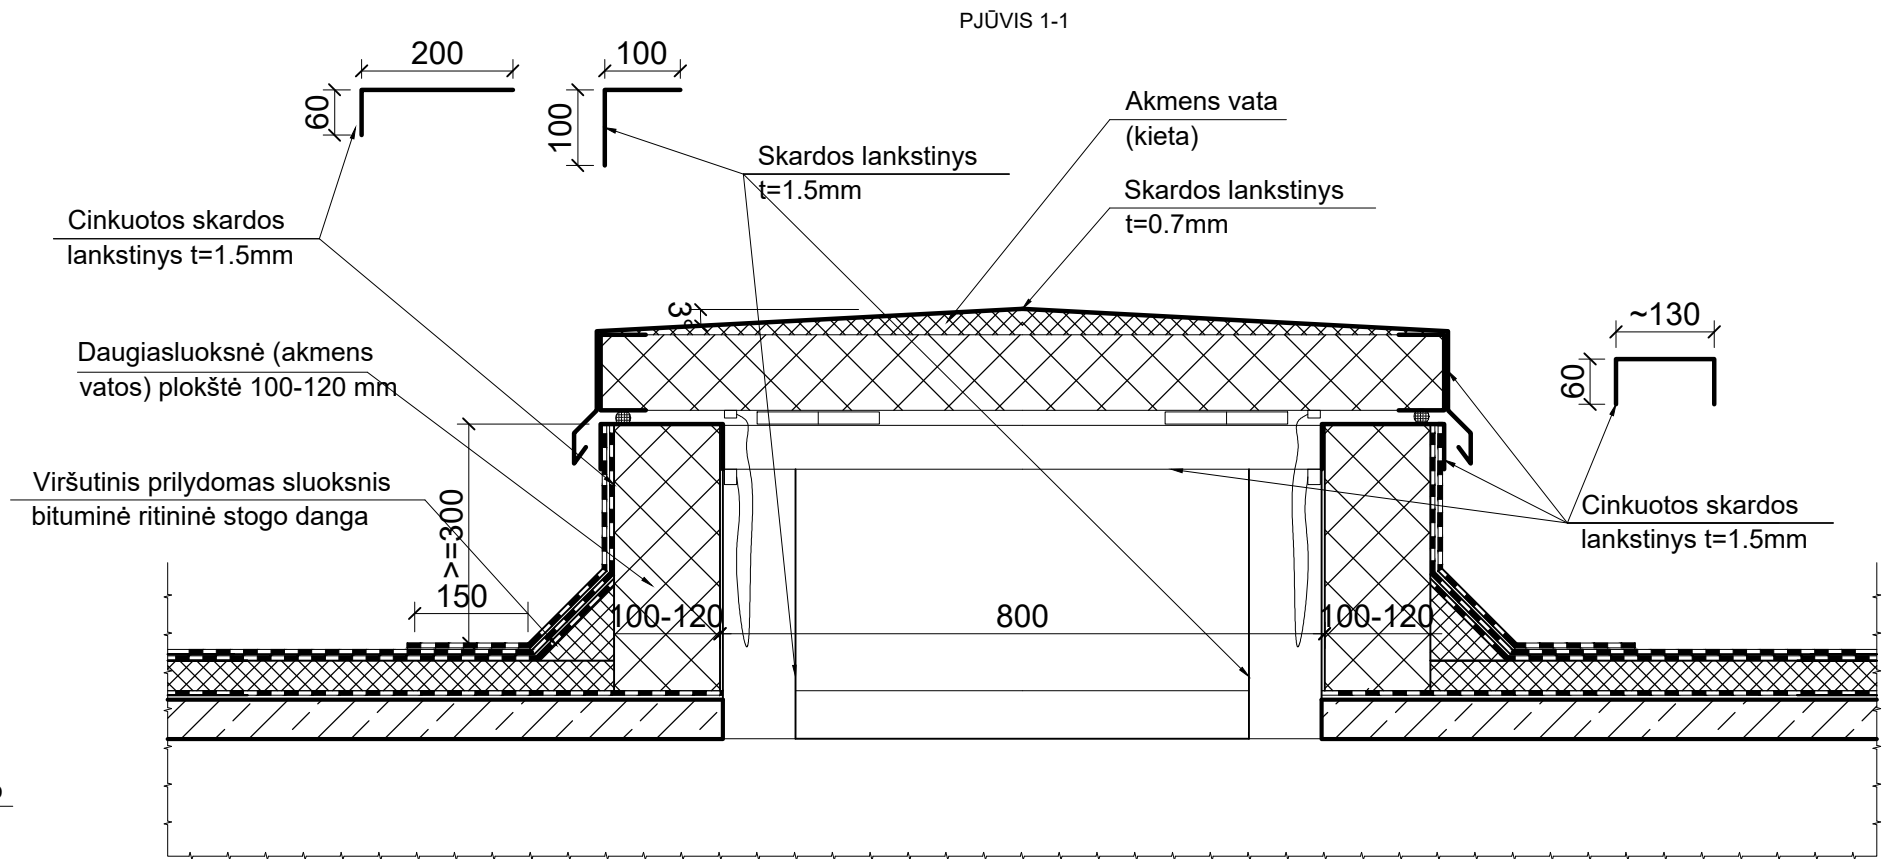 PJŪVIS 1-1
200
60
100
100
Akmens vata
(kieta)
Skardos lankstinys
t=1.5mm
Skardos lankstinys
t=0.7mm
Cinkuotos skardos
lankstinys t=1.5mm
~130
60
Daugiasluoksnė (akmens
vatos) plokštė 100-120 mm
Viršutinis prilydomas sluoksnis
bituminė ritininė stogo danga
>=300
150
100-120
800
100-120
Cinkuotos skardos
lankstinys t=1.5mm